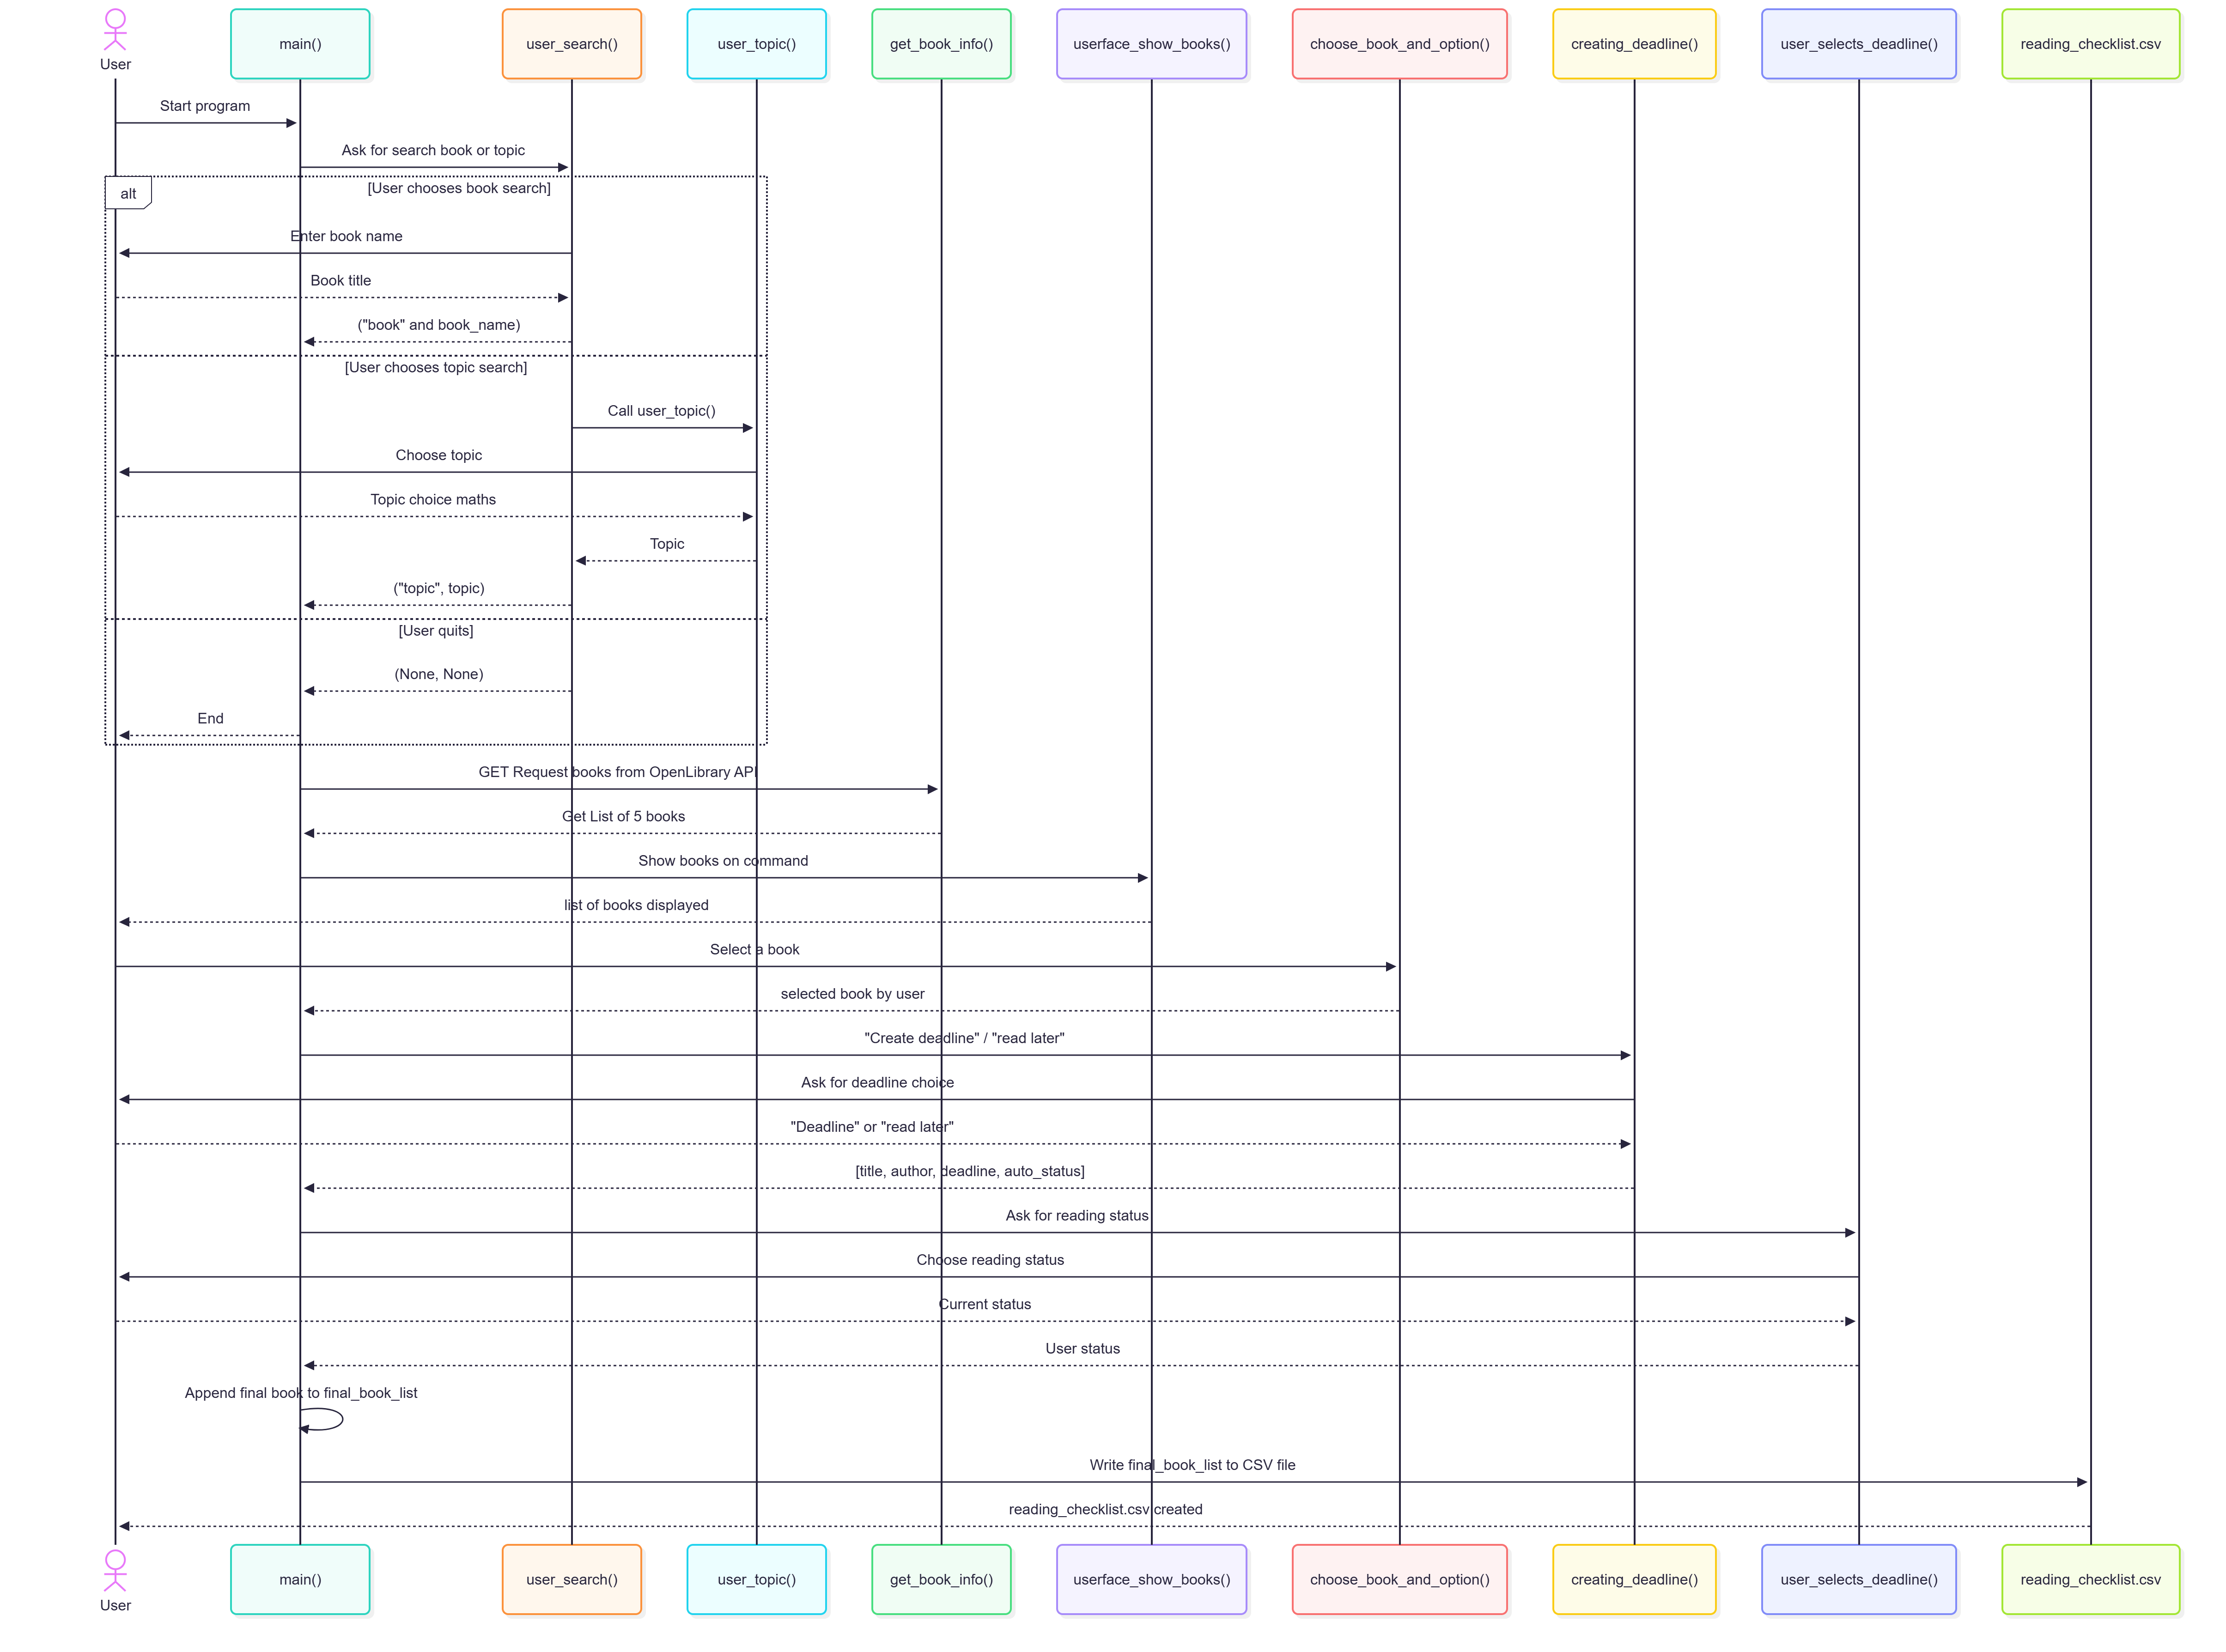 User
main()
user_search()
user_topic()
get_book_info()
userface_show_books()
choose_book_and_option()
creating_deadline()
user_selects_deadline()
reading_checklist.csv
Start program
Ask for search book or topic
alt
[User chooses book search]
Enter book name
Book title
("book" and book_name)
[User chooses topic search]
Call user_topic()
Choose topic
Topic choice maths
Topic
("topic", topic)
[User quits]
(None, None)
End
GET Request books from OpenLibrary API
Get List of 5 books
Show books on command
list of books displayed
Select a book
selected book by user
"Create deadline" / "read later"
Ask for deadline choice
"Deadline" or "read later"
[title, author, deadline, auto_status]
Ask for reading status
Choose reading status
Current status
User status
Append final book to final_book_list
Write final_book_list to CSV file
reading_checklist.csv created
User
main()
user_search()
user_topic()
get_book_info()
userface_show_books()
choose_book_and_option()
creating_deadline()
user_selects_deadline()
reading_checklist.csv